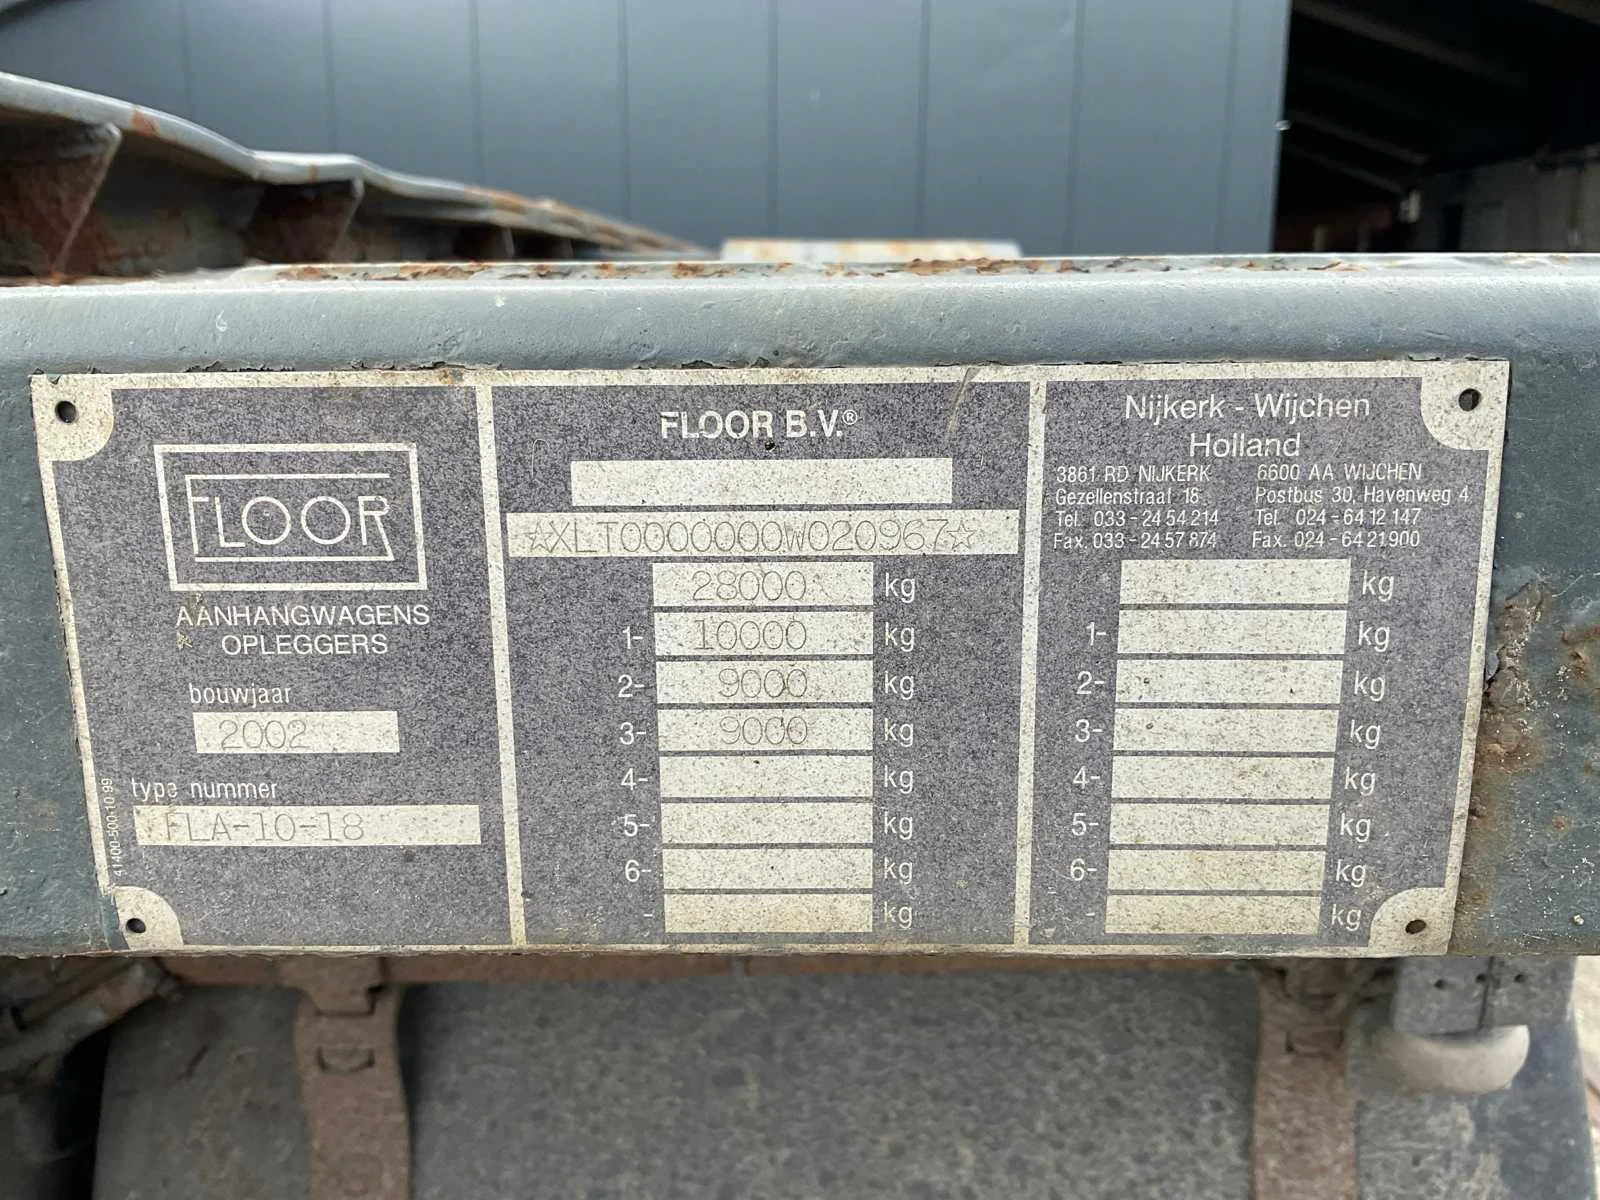 FLOOR
AANHANGWAGENS
OPLEGGERS
bouwjaar
2002
type nummer
FLA-10-18
41-00-500-10-99
FLOOR B.V.®
☆XLT0000000W020967☆
28000 kg
1- 10000 kg
2- 9000 kg
3- 9000 kg
4- kg
5- kg
6- kg
- kg
Nijkerk - Wijchen
Holland
3861 RD NIJKERK 6600 AA WIJCHEN
Gezellenstraat 18 Postbus 30, Havenweg 4
Tel. 033-24 54 214 Tel. 024-64 12 147
Fax. 033-24 57 874 Fax. 024-64 21900
kg
1- kg
2- kg
3- kg
4- kg
5- kg
6- kg
- kg